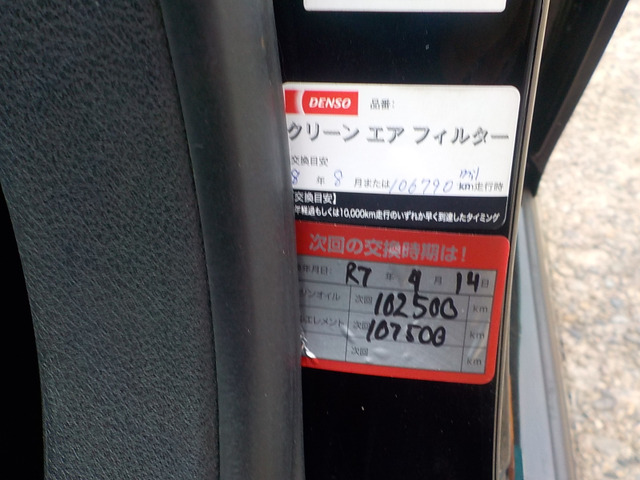 DENSO 品番:
クリーン エア フィルター
交換目安
8 年 8 月または 106790 km走行時
【交換目安】
年経過もしくは10,000km走行のいずれか早く到達したタイミング
次回の交換時期は!
年月日: R7 年 9 月 14 日
ンオイル 次回 102500 km
エレメント 次回 107500 km
次回 km